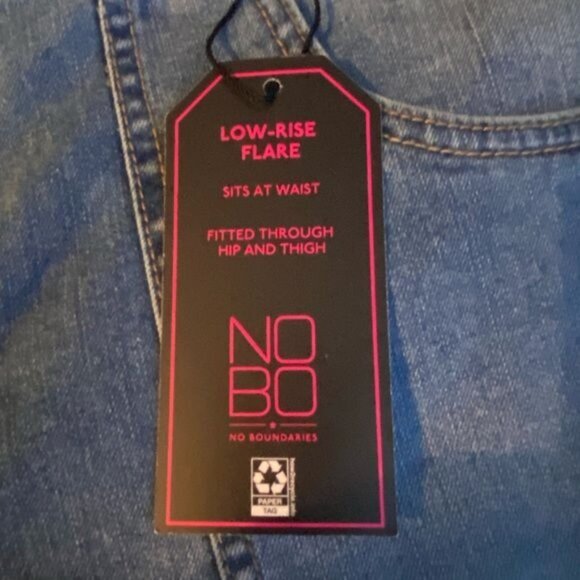 LOW-RISE
FLARE
SITS AT WAIST
FITTED THROUGH
HIP AND THIGH
NO
BO
NO BOUNDARIES
PAPER
TAG